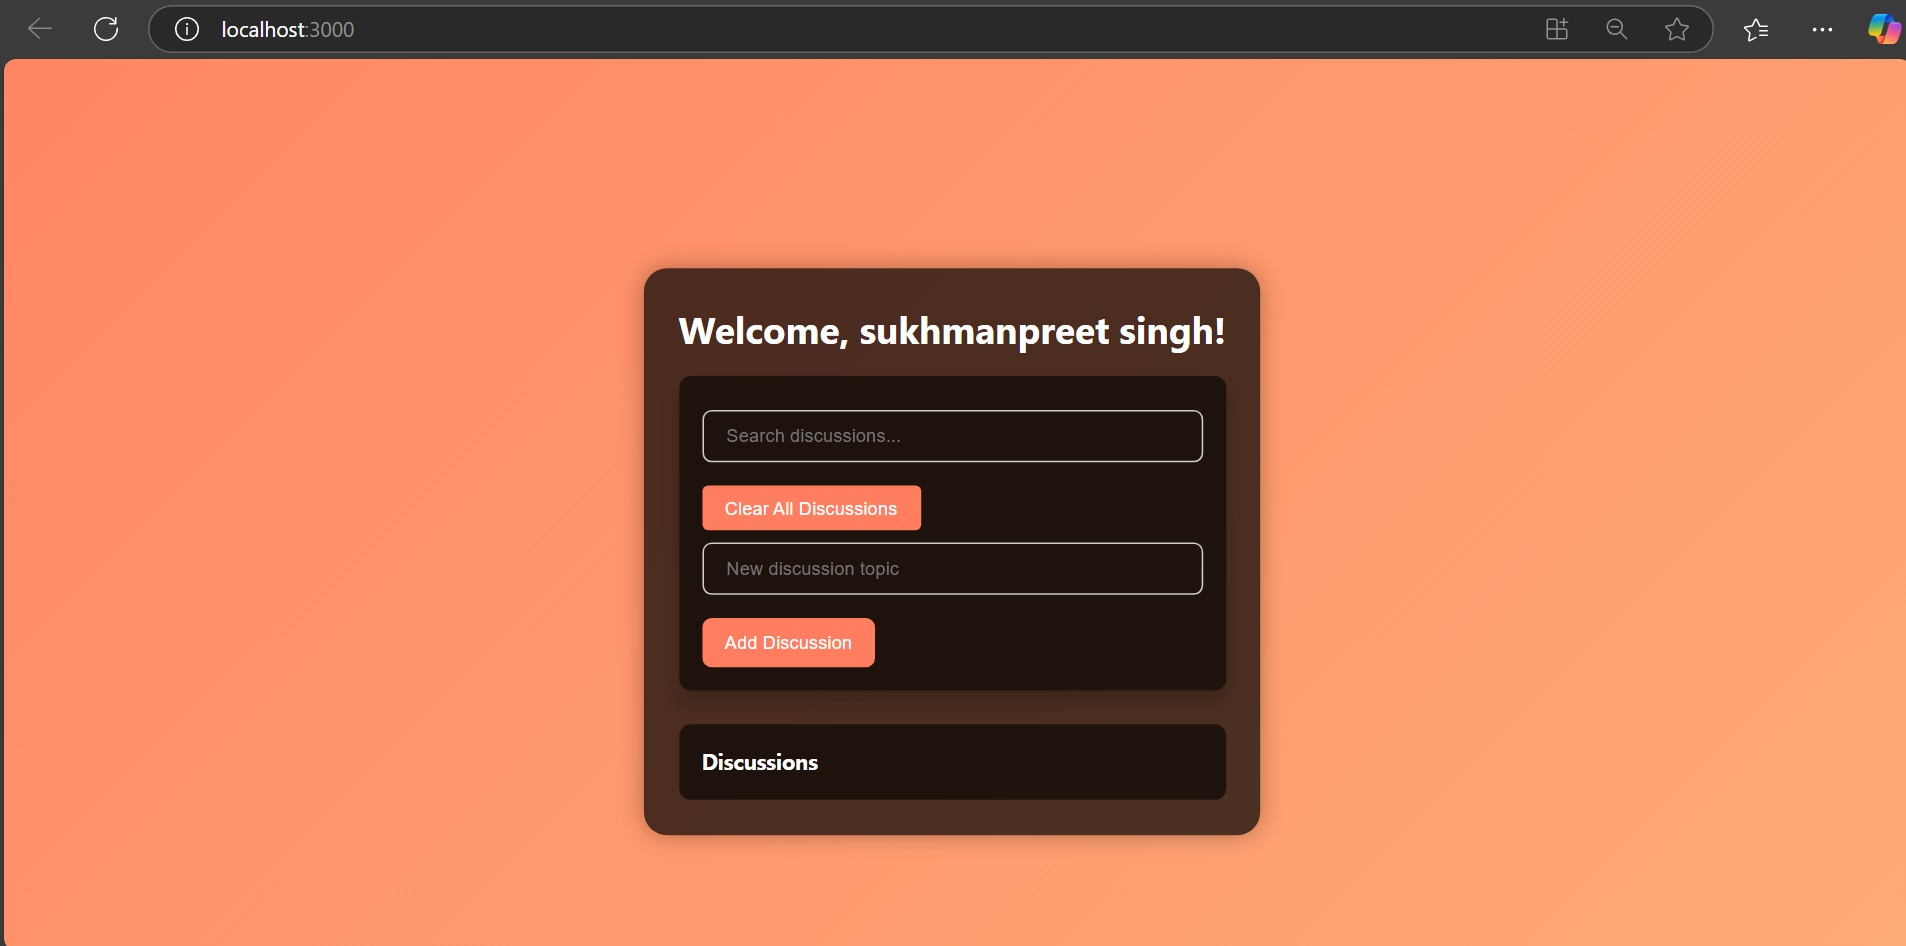 localhost:3000
Welcome, sukhmanpreet singh!
Search discussions...
Clear All Discussions
New discussion topic
Add Discussion
Discussions